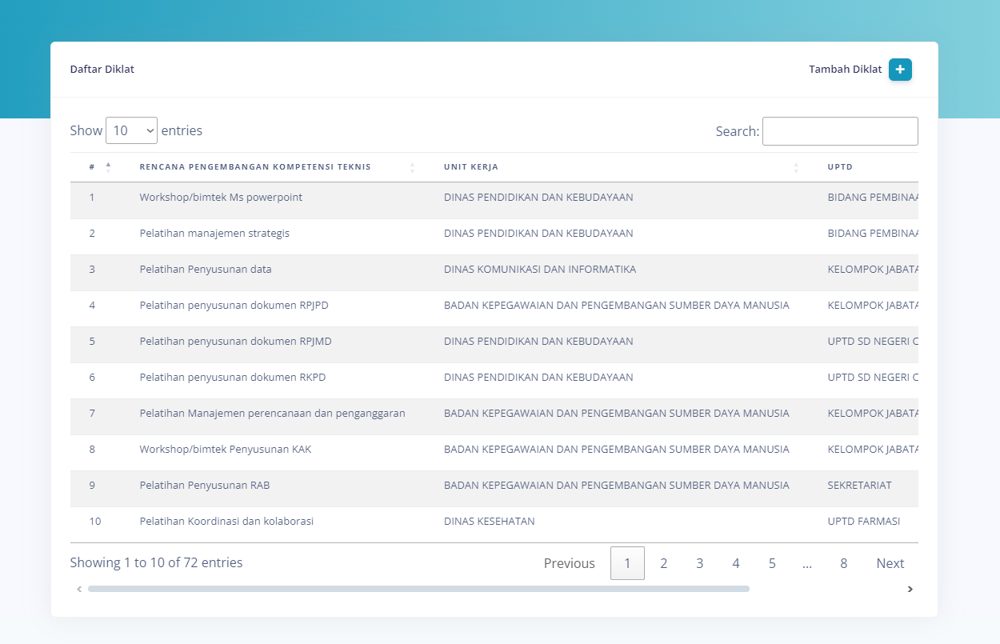 Daftar Diklat Tambah Diklat
Show 10 entries Search:
# RENCANA PENGEMBANGAN KOMPETENSI TEKNIS UNIT KERJA UPTD
1 Workshop/bimtek Ms powerpoint DINAS PENDIDIKAN DAN KEBUDAYAAN BIDANG PEMBINAA
2 Pelatihan manajemen strategis DINAS PENDIDIKAN DAN KEBUDAYAAN BIDANG PEMBINAA
3 Pelatihan Penyusunan data DINAS KOMUNIKASI DAN INFORMATIKA KELOMPOK JABATA
4 Pelatihan penyusunan dokumen RPJPD BADAN KEPEGAWAIAN DAN PENGEMBANGAN SUMBER DAYA MANUSIA KELOMPOK JABATA
5 Pelatihan penyusunan dokumen RPJMD DINAS PENDIDIKAN DAN KEBUDAYAAN UPTD SD NEGERI C
6 Pelatihan penyusunan dokumen RKPD DINAS PENDIDIKAN DAN KEBUDAYAAN UPTD SD NEGERI C
7 Pelatihan Manajemen perencanaan dan penganggaran BADAN KEPEGAWAIAN DAN PENGEMBANGAN SUMBER DAYA MANUSIA KELOMPOK JABATA
8 Workshop/bimtek Penyusunan KAK BADAN KEPEGAWAIAN DAN PENGEMBANGAN SUMBER DAYA MANUSIA KELOMPOK JABATA
9 Pelatihan Penyusunan RAB BADAN KEPEGAWAIAN DAN PENGEMBANGAN SUMBER DAYA MANUSIA SEKRETARIAT
10 Pelatihan Koordinasi dan kolaborasi DINAS KESEHATAN UPTD FARMASI
Showing 1 to 10 of 72 entries Previous 1 2 3 4 5 ... 8 Next